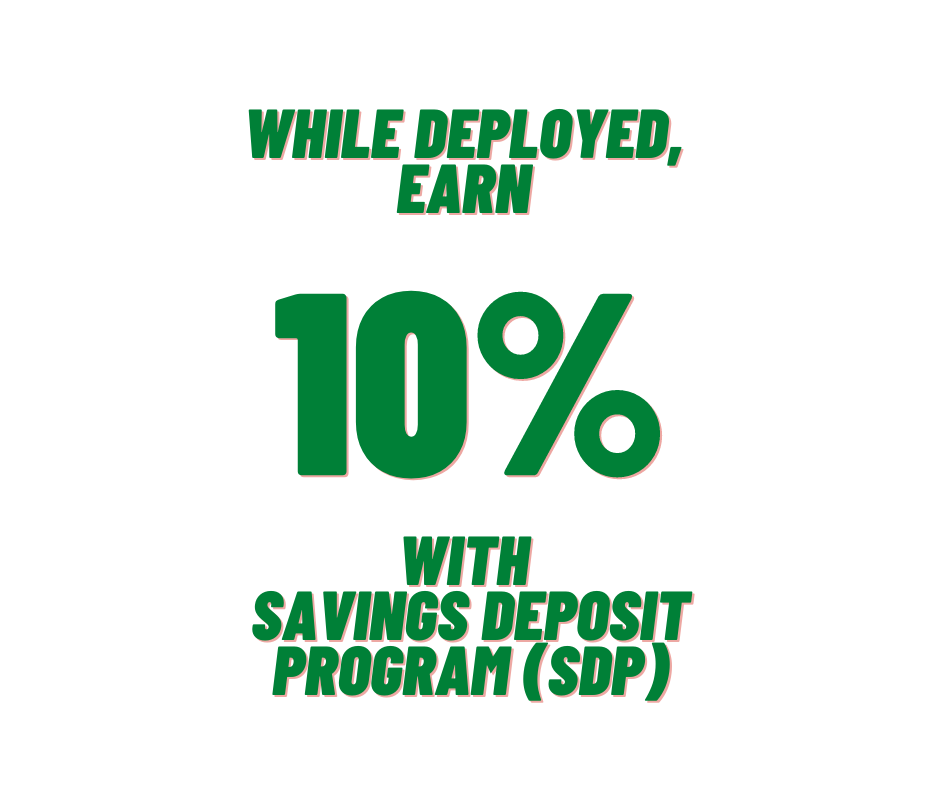 WHILE DEPLOYED,
EARN
10%
WITH
SAVINGS DEPOSIT
PROGRAM (SDP)